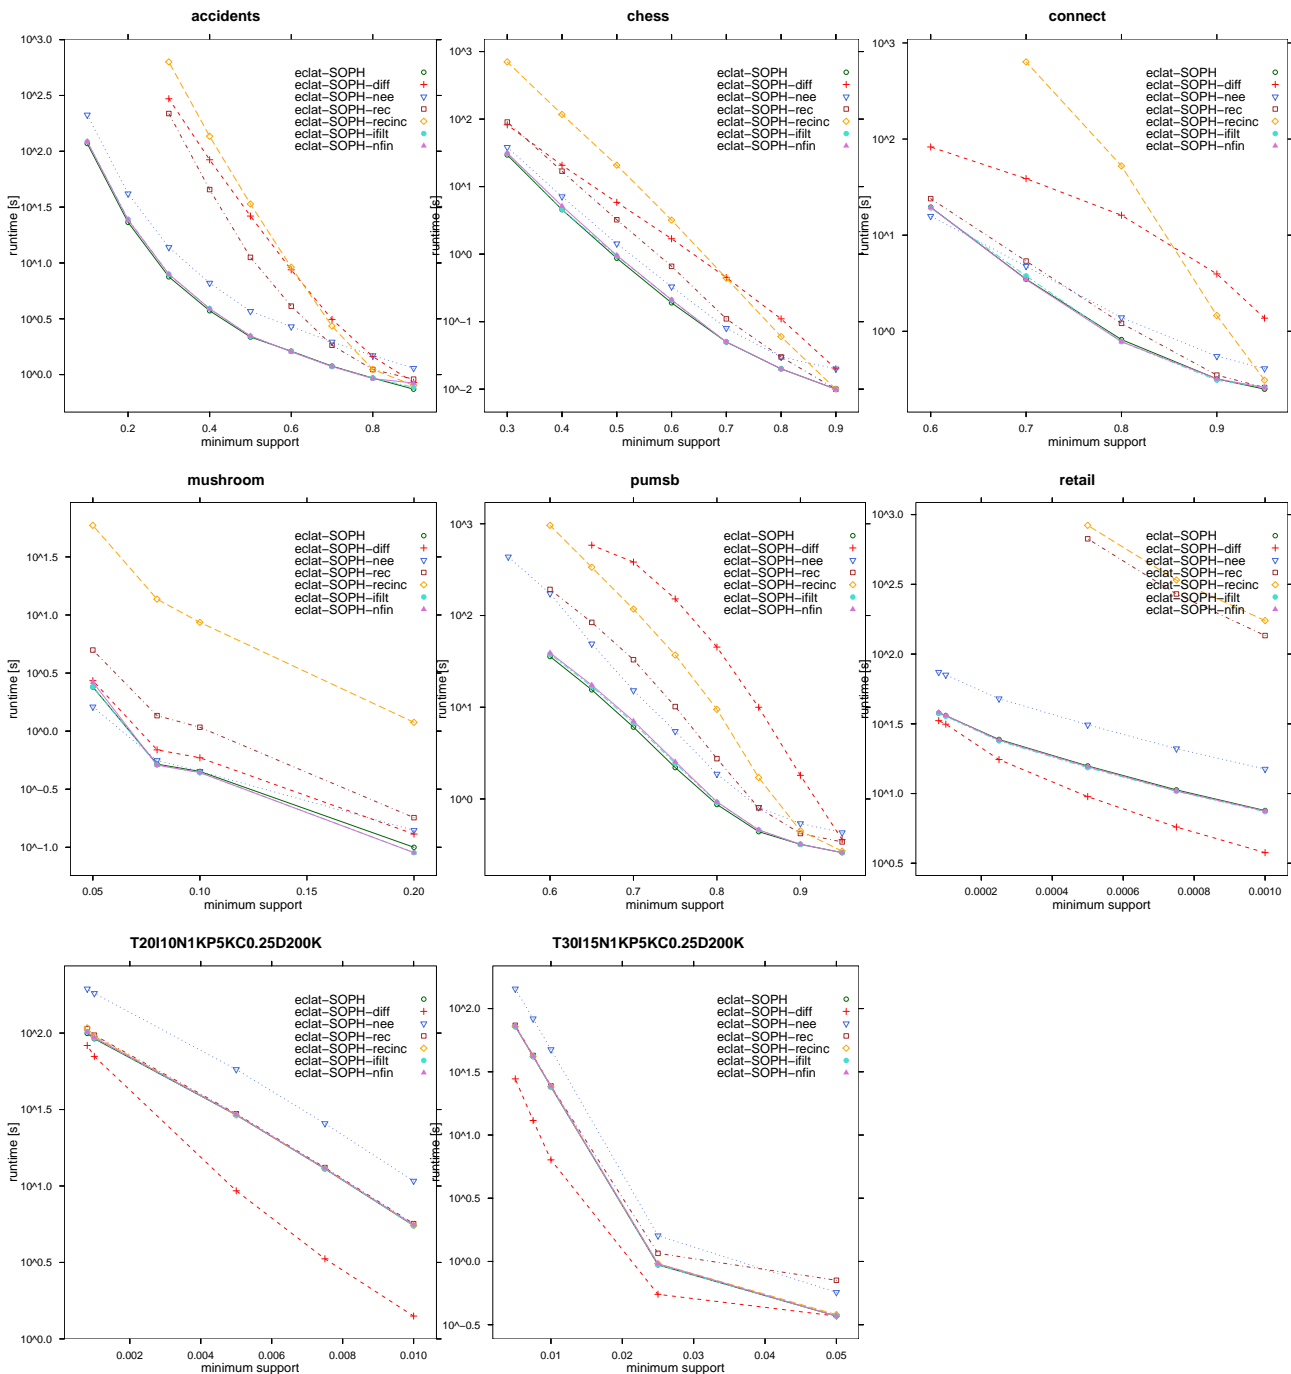 accidents
10^3.0
10^2.5
10^2.0
10^1.5
10^1.0
10^0.5
10^0.0
runtime [s]
eclat−SOPH
eclat−SOPH−diff
eclat−SOPH−nee
eclat−SOPH−rec
eclat−SOPH−recinc
eclat−SOPH−ifilt
eclat−SOPH−nfin
0.2 0.4 0.6 0.8
minimum support
chess
10^3
10^2
10^1
10^0
10^−1
10^−2
runtime [s]
eclat−SOPH
eclat−SOPH−diff
eclat−SOPH−nee
eclat−SOPH−rec
eclat−SOPH−recinc
eclat−SOPH−ifilt
eclat−SOPH−nfin
0.3 0.4 0.5 0.6 0.7 0.8 0.9
minimum support
connect
10^3
10^2
10^1
10^0
runtime [s]
eclat−SOPH
eclat−SOPH−diff
eclat−SOPH−nee
eclat−SOPH−rec
eclat−SOPH−recinc
eclat−SOPH−ifilt
eclat−SOPH−nfin
0.6 0.7 0.8 0.9
minimum support
mushroom
10^1.5
10^1.0
10^0.5
10^0.0
10^−0.5
10^−1.0
runtime [s]
eclat−SOPH
eclat−SOPH−diff
eclat−SOPH−nee
eclat−SOPH−rec
eclat−SOPH−recinc
eclat−SOPH−ifilt
eclat−SOPH−nfin
0.05 0.10 0.15 0.20
minimum support
pumsb
10^3
10^2
10^1
10^0
runtime [s]
eclat−SOPH
eclat−SOPH−diff
eclat−SOPH−nee
eclat−SOPH−rec
eclat−SOPH−recinc
eclat−SOPH−ifilt
eclat−SOPH−nfin
0.6 0.7 0.8 0.9
minimum support
retail
10^3.0
10^2.5
10^2.0
10^1.5
10^1.0
10^0.5
runtime [s]
eclat−SOPH
eclat−SOPH−diff
eclat−SOPH−nee
eclat−SOPH−rec
eclat−SOPH−recinc
eclat−SOPH−ifilt
eclat−SOPH−nfin
0.0002 0.0004 0.0006 0.0008 0.0010
minimum support
T20I10N1KP5KC0.25D200K
10^2.0
10^1.5
10^1.0
10^0.5
10^0.0
runtime [s]
eclat−SOPH
eclat−SOPH−diff
eclat−SOPH−nee
eclat−SOPH−rec
eclat−SOPH−recinc
eclat−SOPH−ifilt
eclat−SOPH−nfin
0.002 0.004 0.006 0.008 0.010
minimum support
T30I15N1KP5KC0.25D200K
10^2.0
10^1.5
10^1.0
10^0.5
10^0.0
10^−0.5
runtime [s]
eclat−SOPH
eclat−SOPH−diff
eclat−SOPH−nee
eclat−SOPH−rec
eclat−SOPH−recinc
eclat−SOPH−ifilt
eclat−SOPH−nfin
0.01 0.02 0.03 0.04 0.05
minimum support